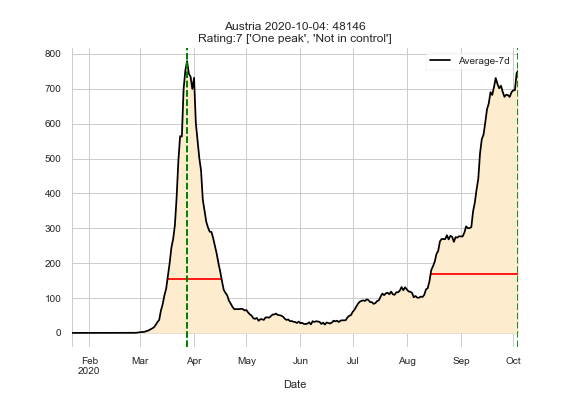 Austria 2020-10-04: 48146
Rating:7 ['One peak', 'Not in control']
Average-7d
800
700
600
500
400
300
200
100
0
Feb Mar Apr May Jun Jul Aug Sep Oct
2020
Date